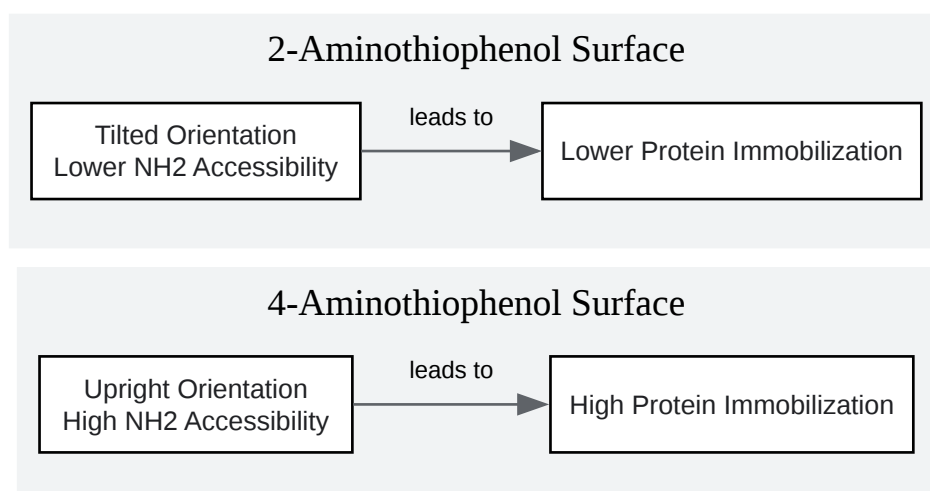 2-Aminothiophenol Surface
Tilted Orientation
Lower NH2 Accessibility
leads to
Lower Protein Immobilization
4-Aminothiophenol Surface
Upright Orientation
High NH2 Accessibility
leads to
High Protein Immobilization